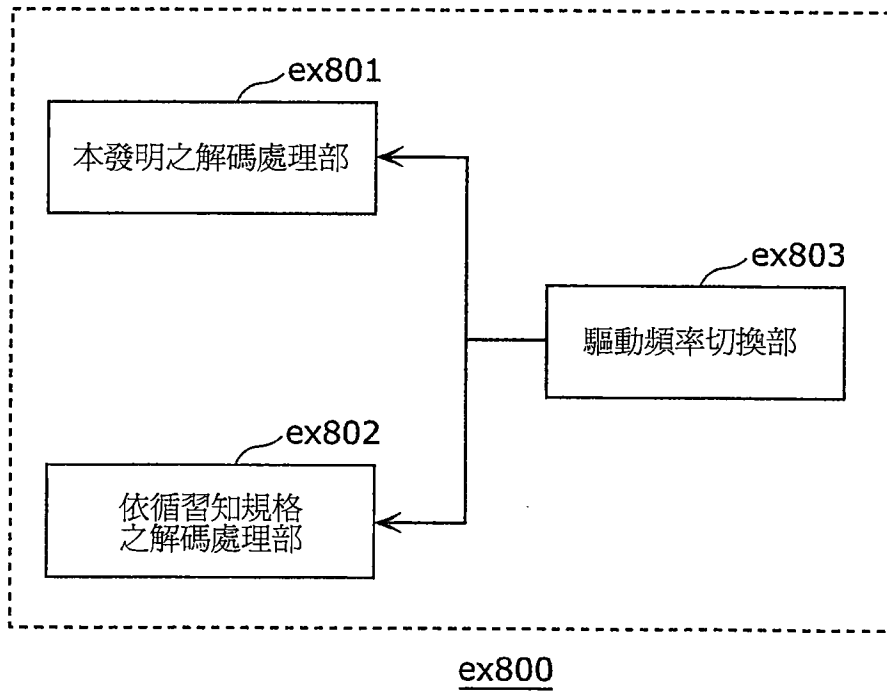 ex801
本發明之解碼處理部
ex803
驅動頻率切換部
ex802
依循習知規格
之解碼處理部
ex800